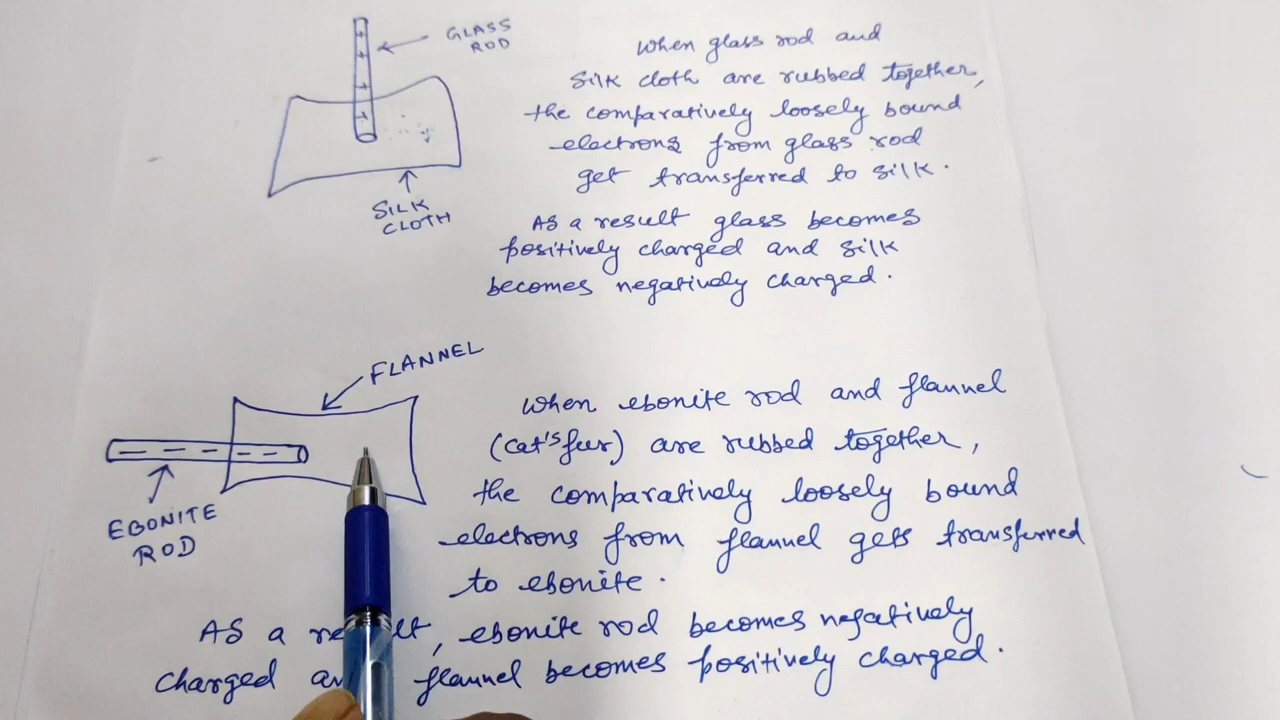 GLASS
ROD
When glass rod and
silk cloth are rubbed together,
the comparatively loosely bound
electrons from glass rod
get transferred to silk.
As a result glass becomes
positively charged and silk
becomes negatively charged.
SILK
CLOTH
FLANNEL
EBONITE
ROD
When ebonite rod and flannel
(cat's fur) are rubbed together,
the comparatively loosely bound
electrons from flannel gets transferred
to ebonite.
As a , ebonite rod becomes negatively
charged flannel becomes positively charged.